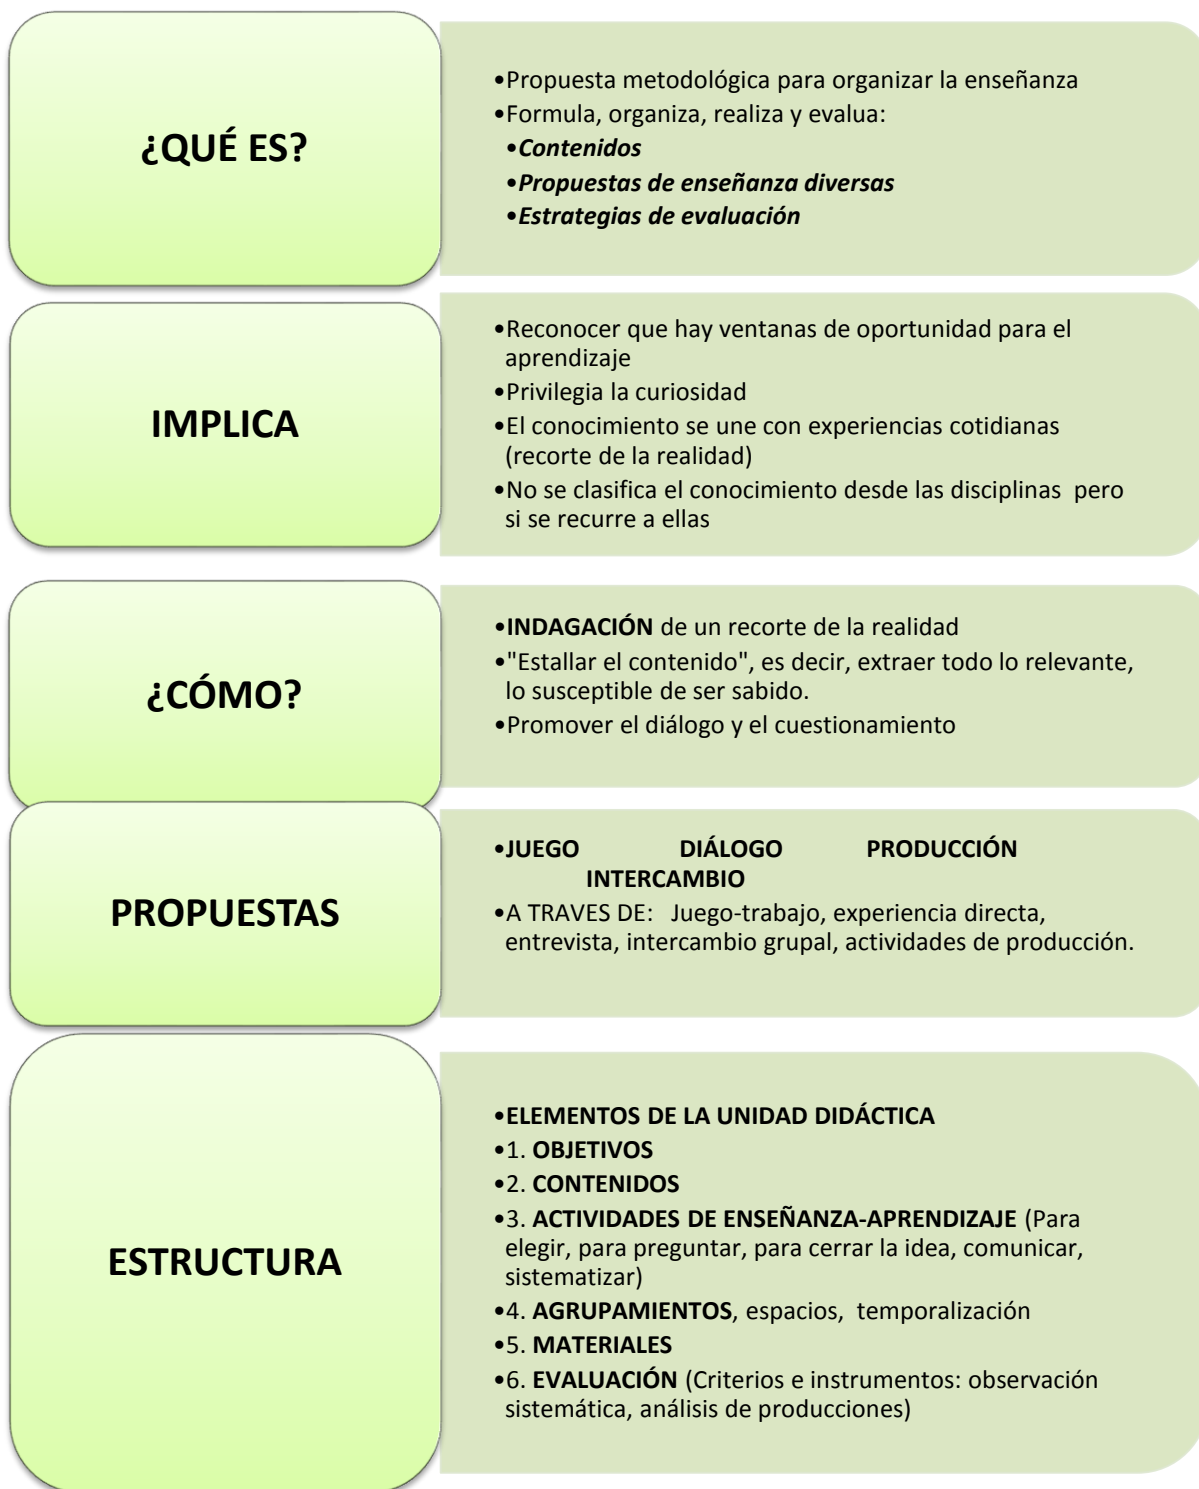 ¿QUÉ ES?
•Propuesta metodológica para organizar la enseñanza
•Formula, organiza, realiza y evalua:
•Contenidos
•Propuestas de enseñanza diversas
•Estrategias de evaluación
IMPLICA
•Reconocer que hay ventanas de oportunidad para el
aprendizaje
•Privilegia la curiosidad
•El conocimiento se une con experiencias cotidianas
(recorte de la realidad)
•No se clasifica el conocimiento desde las disciplinas pero
si se recurre a ellas
¿CÓMO?
•INDAGACIÓN de un recorte de la realidad
•"Estallar el contenido", es decir, extraer todo lo relevante,
lo susceptible de ser sabido.
•Promover el diálogo y el cuestionamiento
PROPUESTAS
•JUEGO DIÁLOGO PRODUCCIÓN
INTERCAMBIO
•A TRAVES DE: Juego-trabajo, experiencia directa,
entrevista, intercambio grupal, actividades de producción.
ESTRUCTURA
•ELEMENTOS DE LA UNIDAD DIDÁCTICA
•1. OBJETIVOS
•2. CONTENIDOS
•3. ACTIVIDADES DE ENSEÑANZA-APRENDIZAJE (Para
elegir, para preguntar, para cerrar la idea, comunicar,
sistematizar)
•4. AGRUPAMIENTOS, espacios, temporalización
•5. MATERIALES
•6. EVALUACIÓN (Criterios e instrumentos: observación
sistemática, análisis de producciones)